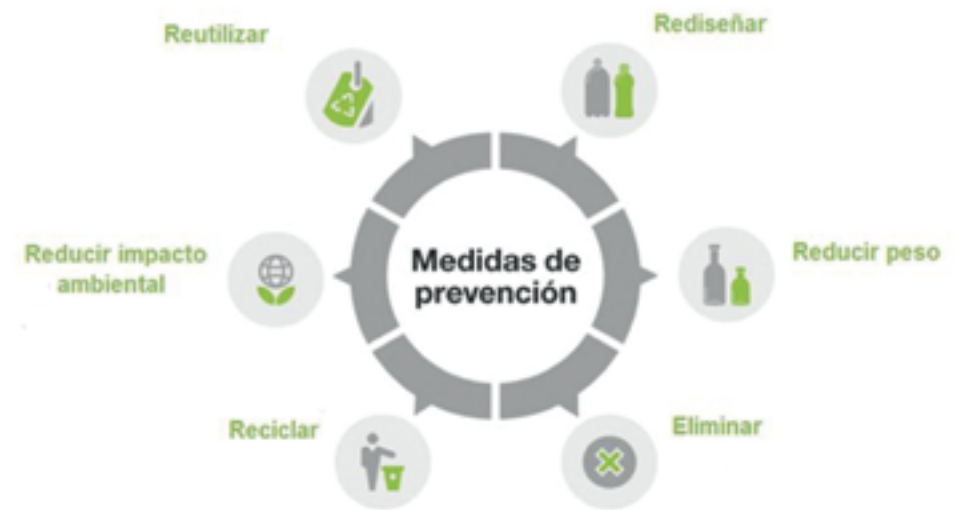 Reutilizar
Rediseñar
Medidas de
prevención
Reducir impacto
ambiental
Reducir peso
Reciclar
Eliminar